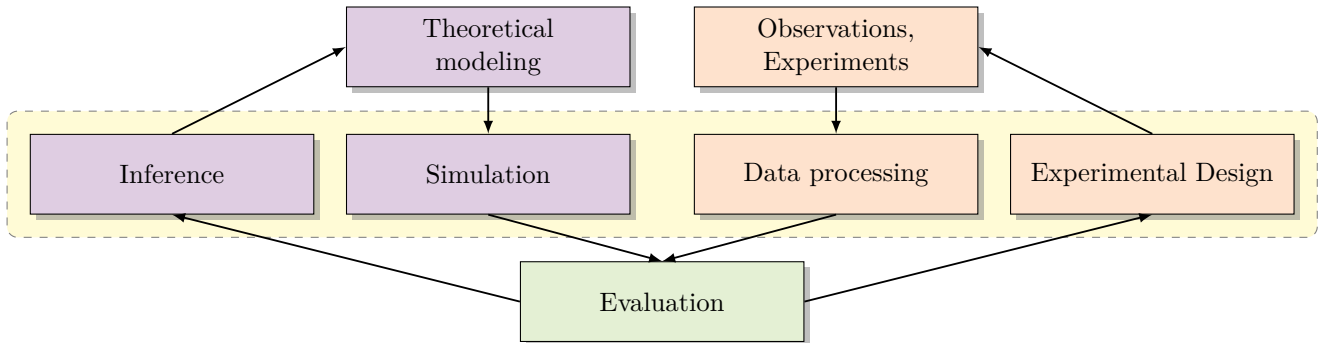 Theoretical
modeling
Observations,
Experiments
Inference
Simulation
Data processing
Experimental Design
Evaluation